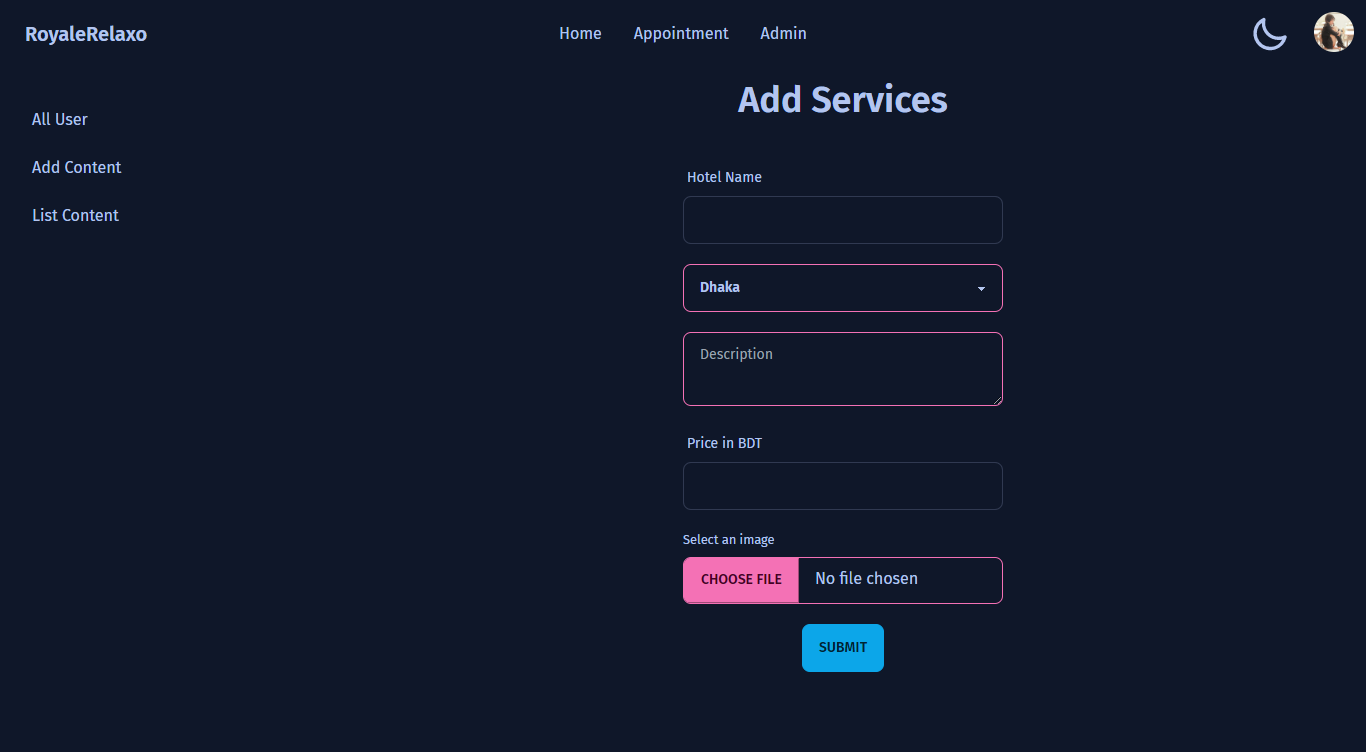 RoyaleRelaxo
Home Appointment Admin
All User
Add Content
List Content
Add Services
Hotel Name
Dhaka
Description
Price in BDT
Select an image
CHOOSE FILE No file chosen
SUBMIT